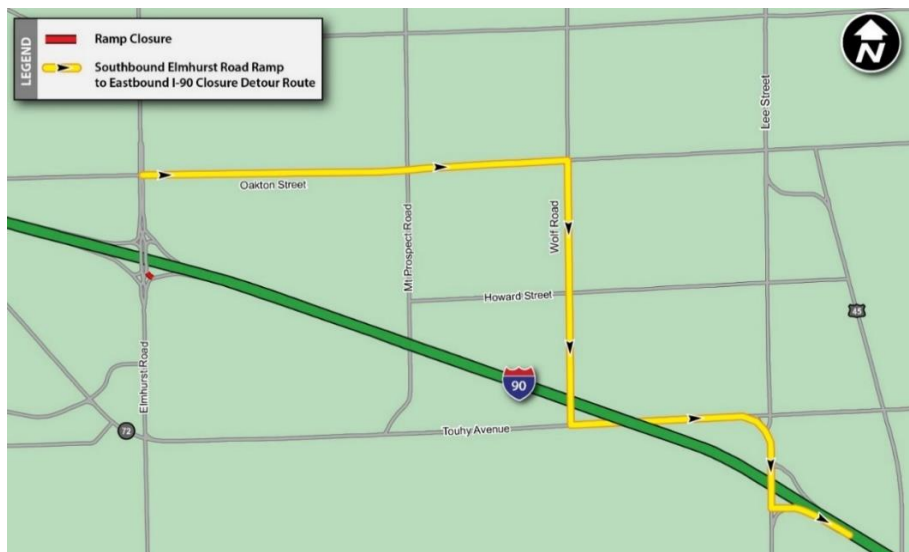 LEGEND
Ramp Closure
Southbound Elmhurst Road Ramp
to Eastbound I-90 Closure Detour Route
N
Lee Street
Oakton Street
Mt Prospect Road
Wolf Road
Howard Street
45
Elmhurst Road
90
72
Touhy Avenue